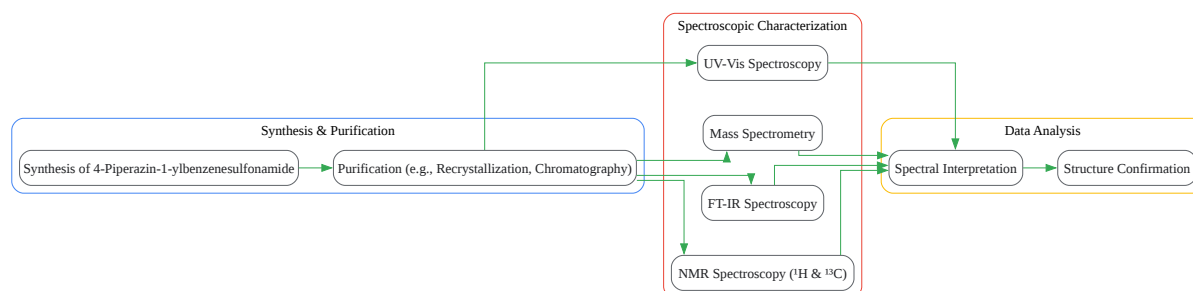 Spectroscopic Characterization
UV-Vis Spectroscopy
Synthesis & Purification
Mass Spectrometry
Data Analysis
Synthesis of 4-Piperazin-1-ylbenzenesulfonamide
Purification (e.g., Recrystallization, Chromatography)
Spectral Interpretation
Structure Confirmation
FT-IR Spectroscopy
NMR Spectroscopy (¹H & ¹³C)